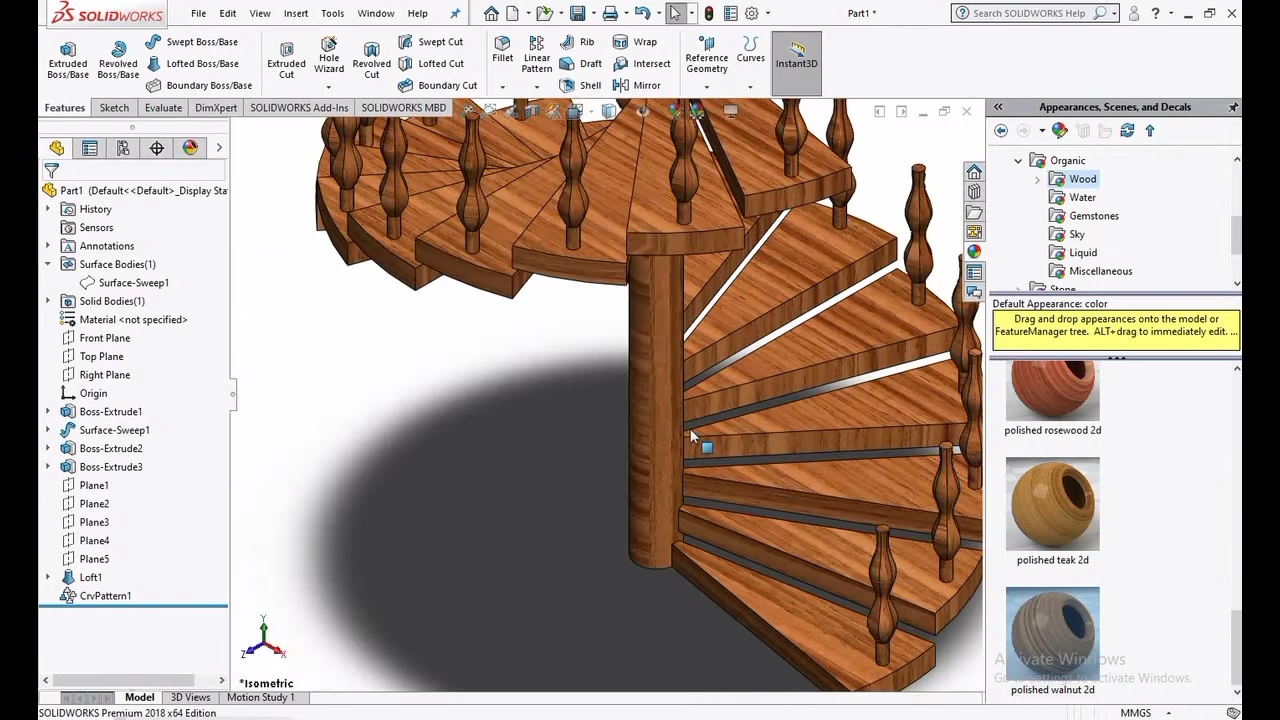 SOLIDWORKS
File Edit View Insert Tools Window Help
Part1 *
Search SOLIDWORKS Help
Extruded Boss/Base
Revolved Boss/Base
Swept Boss/Base
Lofted Boss/Base
Boundary Boss/Base
Extruded Cut
Hole Wizard
Revolved Cut
Swept Cut
Lofted Cut
Boundary Cut
Fillet
Linear Pattern
Rib
Draft
Shell
Wrap
Intersect
Mirror
Reference Geometry
Curves
Instant3D
Features Sketch Evaluate DimXpert SOLIDWORKS Add-Ins SOLIDWORKS MBD
Part1 (Default<<Default>_Display Sta
History
Sensors
Annotations
Surface Bodies(1)
Surface-Sweep1
Solid Bodies(1)
Material <not specified>
Front Plane
Top Plane
Right Plane
Origin
Boss-Extrude1
Surface-Sweep1
Boss-Extrude2
Boss-Extrude3
Plane1
Plane2
Plane3
Plane4
Plane5
Loft1
CrvPattern1
Y
Z
X
*Isometric
Appearances, Scenes, and Decals
Organic
Wood
Water
Gemstones
Sky
Liquid
Miscellaneous
Stone
Default Appearance: color
Drag and drop appearances onto the model or
FeatureManager tree. ALT+drag to immediately edit. ...
polished rosewood 2d
polished teak 2d
polished walnut 2d
Activate Windows
Go to Settings to activate Windows.
Model 3D Views Motion Study 1
SOLIDWORKS Premium 2018 x64 Edition
MMGS